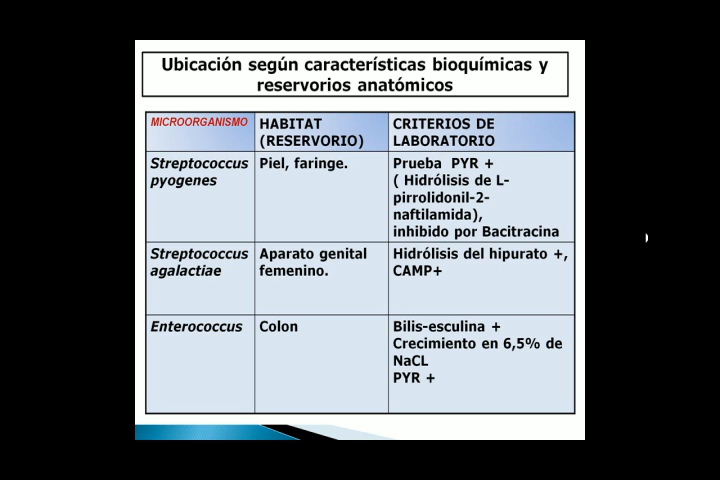 Ubicación según características bioquímicas y
reservorios anatómicos
MICROORGANISMO
HABITAT
(RESERVORIO)
CRITERIOS DE
LABORATORIO
Streptococcus
pyogenes
Piel, faringe.
Prueba PYR +
( Hidrólisis de L-
pirrolidonil-2-
naftilamida),
inhibido por Bacitracina
Streptococcus
agalactiae
Aparato genital
femenino.
Hidrólisis del hipurato +,
CAMP+
Enterococcus
Colon
Bilis-esculina +
Crecimiento en 6,5% de
NaCL
PYR +